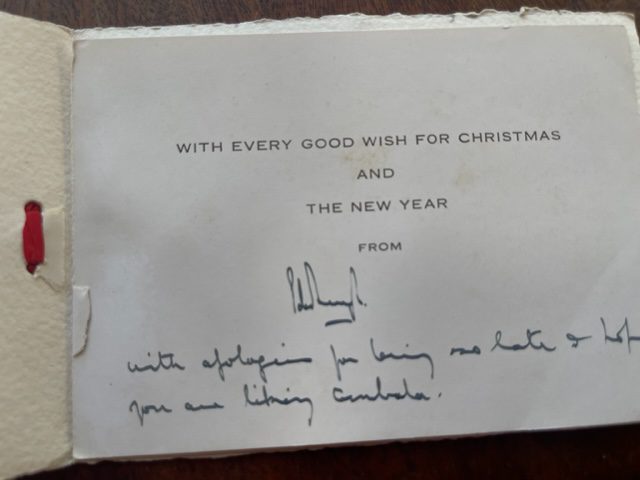 WITH EVERY GOOD WISH FOR CHRISTMAS
AND
THE NEW YEAR
FROM
with apologies for being so late & hop
you are liking